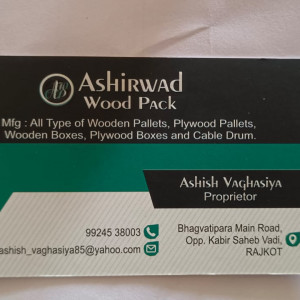 Ashirwad
Wood Pack
Mfg : All Type of Wooden Pallets, Plywood Pallets,
Wooden Boxes, Plywood Boxes and Cable Drum.
Ashish Vaghasiya
Proprietor
99245 38003
ashish_vaghasiya85@yahoo.com
Bhagvatipara Main Road,
Opp. Kabir Saheb Vadi,
RAJKOT